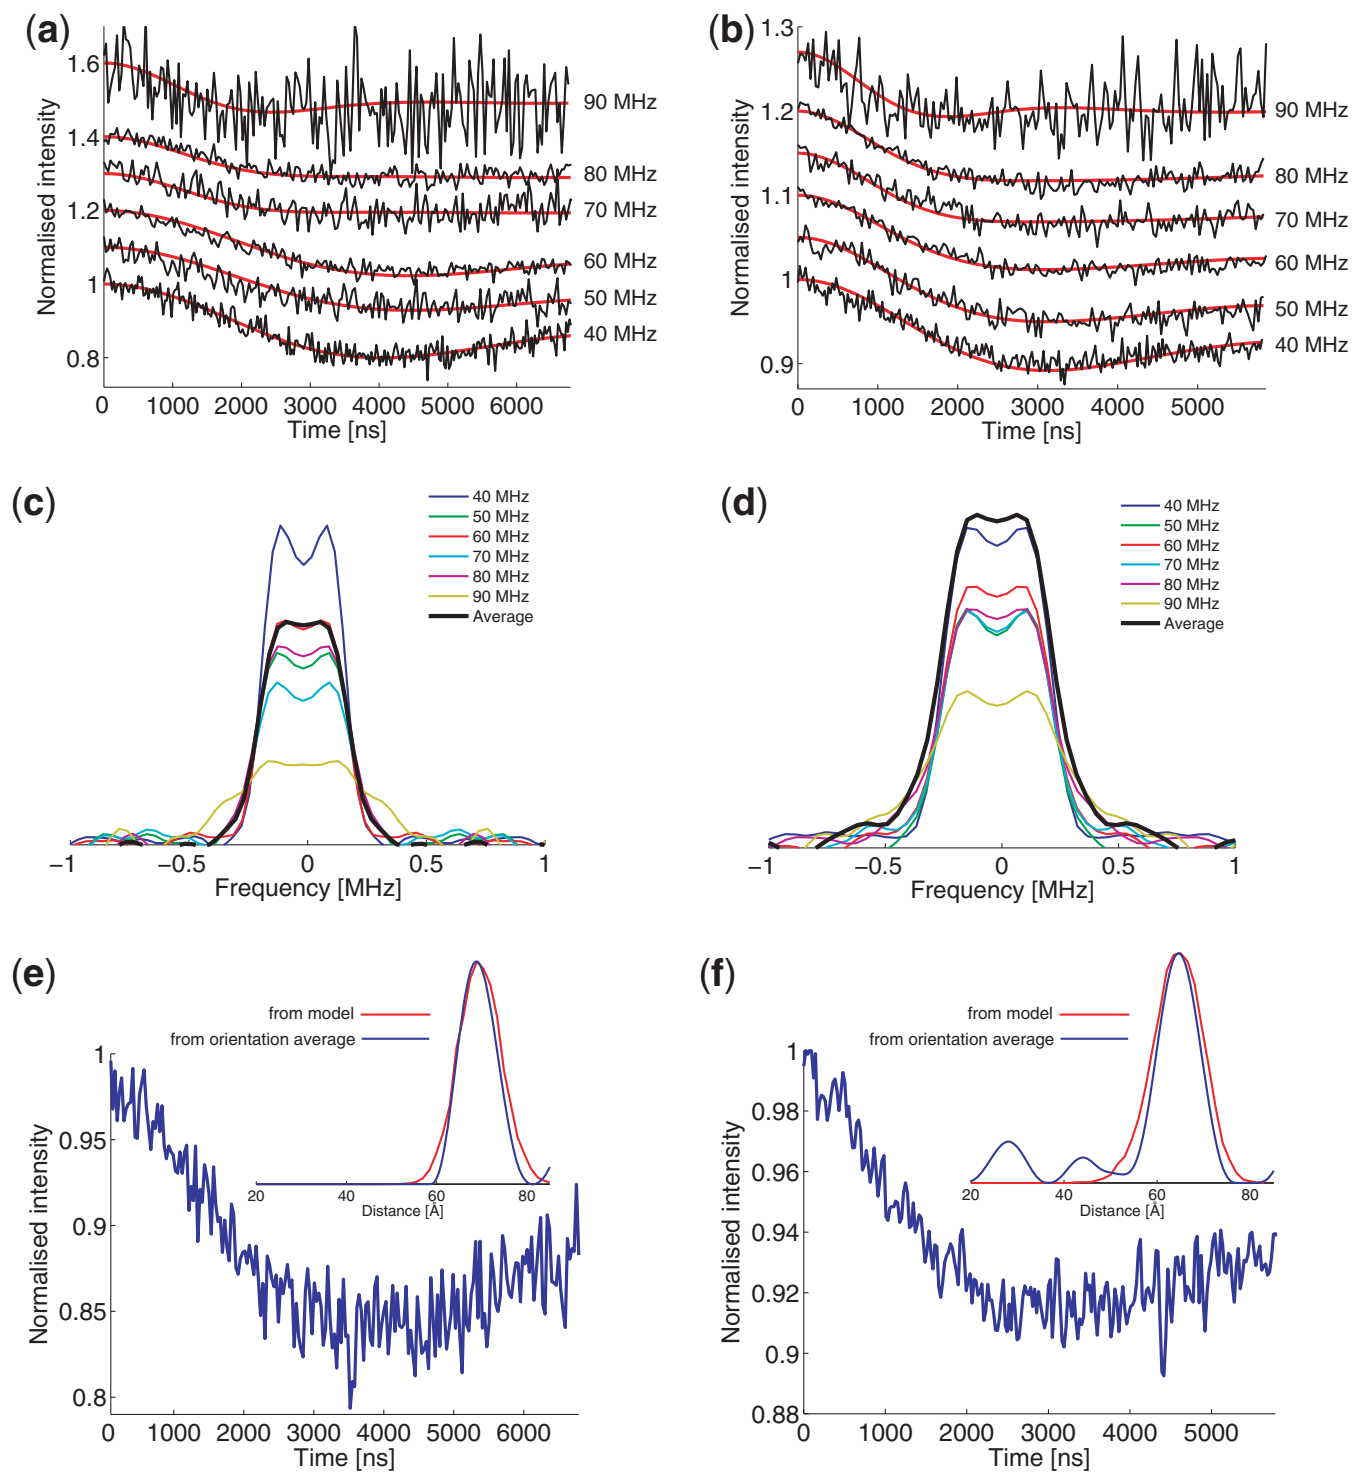 (a)
Normalised intensity
1.6
1.4
1.2
1
0.8
90 MHz
80 MHz
70 MHz
60 MHz
50 MHz
40 MHz
0 1000 2000 3000 4000 5000 6000
Time [ns]
(b)
Normalised intensity
1.3
1.2
1.1
1
0.9
90 MHz
80 MHz
70 MHz
60 MHz
50 MHz
40 MHz
0 1000 2000 3000 4000 5000
Time [ns]
(c)
40 MHz
50 MHz
60 MHz
70 MHz
80 MHz
90 MHz
Average
−1 −0.5 0 0.5 1
Frequency [MHz]
(d)
40 MHz
50 MHz
60 MHz
70 MHz
80 MHz
90 MHz
Average
−1 −0.5 0 0.5 1
Frequency [MHz]
(e)
from model
from orientation average
20 40 60 80
Distance [Å]
Normalised intensity
1
0.95
0.9
0.85
0.8
0 1000 2000 3000 4000 5000 6000
Time [ns]
(f)
from model
from orientation average
20 40 60 80
Distance [Å]
Normalised intensity
1
0.98
0.96
0.94
0.92
0.9
0.88
0 1000 2000 3000 4000 5000
Time [ns]